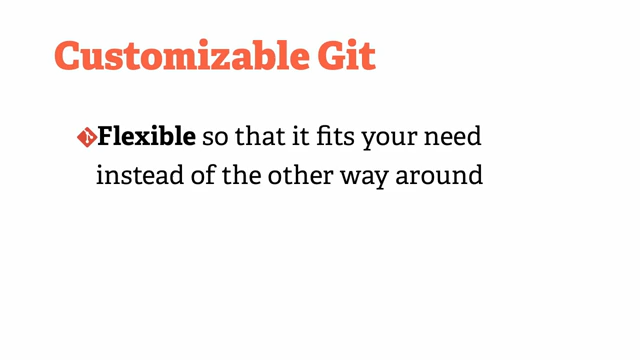 Customizable Git
Flexible so that it fits your need
instead of the other way around